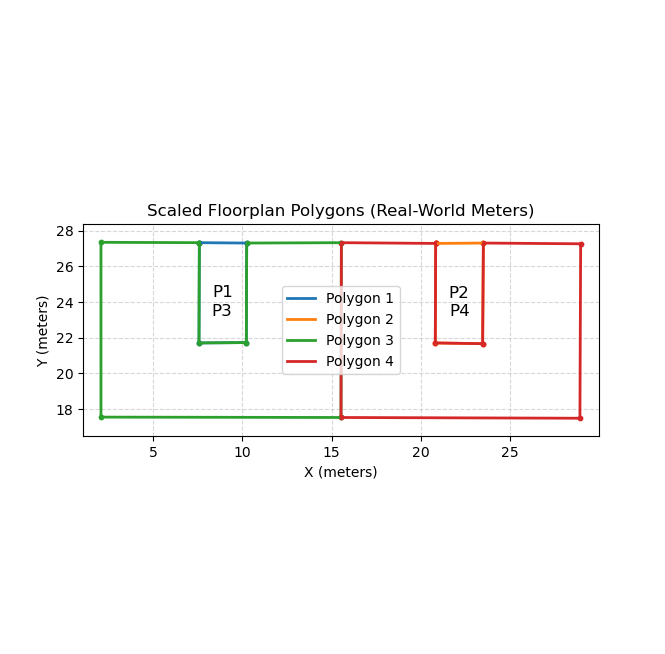 Scaled Floorplan Polygons (Real-World Meters)
28
26
24
22
20
18
Y (meters)
P1
P3
Polygon 1
Polygon 2
Polygon 3
Polygon 4
P2
P4
5
10
15
20
25
X (meters)